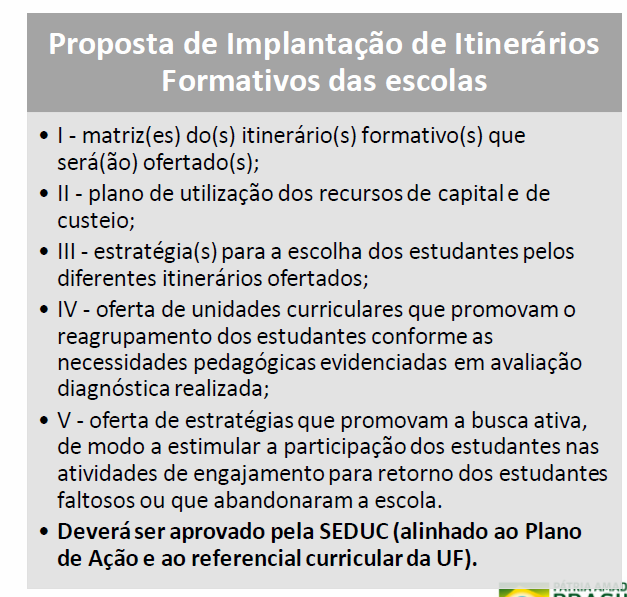 Proposta de Implantação de Itinerários
Formativos das escolas
• I - matriz(es) do(s) itinerário(s) formativo(s) que
será(ão) ofertado(s);
• II - plano de utilização dos recursos de capital e de
custeio;
• III - estratégia(s) para a escolha dos estudantes pelos
diferentes itinerários ofertados;
• IV - oferta de unidades curriculares que promovam o
reagrupamento dos estudantes conforme as
necessidades pedagógicas evidenciadas em avaliação
diagnóstica realizada;
• V - oferta de estratégias que promovam a busca ativa,
de modo a estimular a participação dos estudantes nas
atividades de engajamento para retorno dos estudantes
faltosos ou que abandonaram a escola.
• Deverá ser aprovado pela SEDUC (alinhado ao Plano
de Ação e ao referencial curricular da UF).
PÁTRIA AMAD